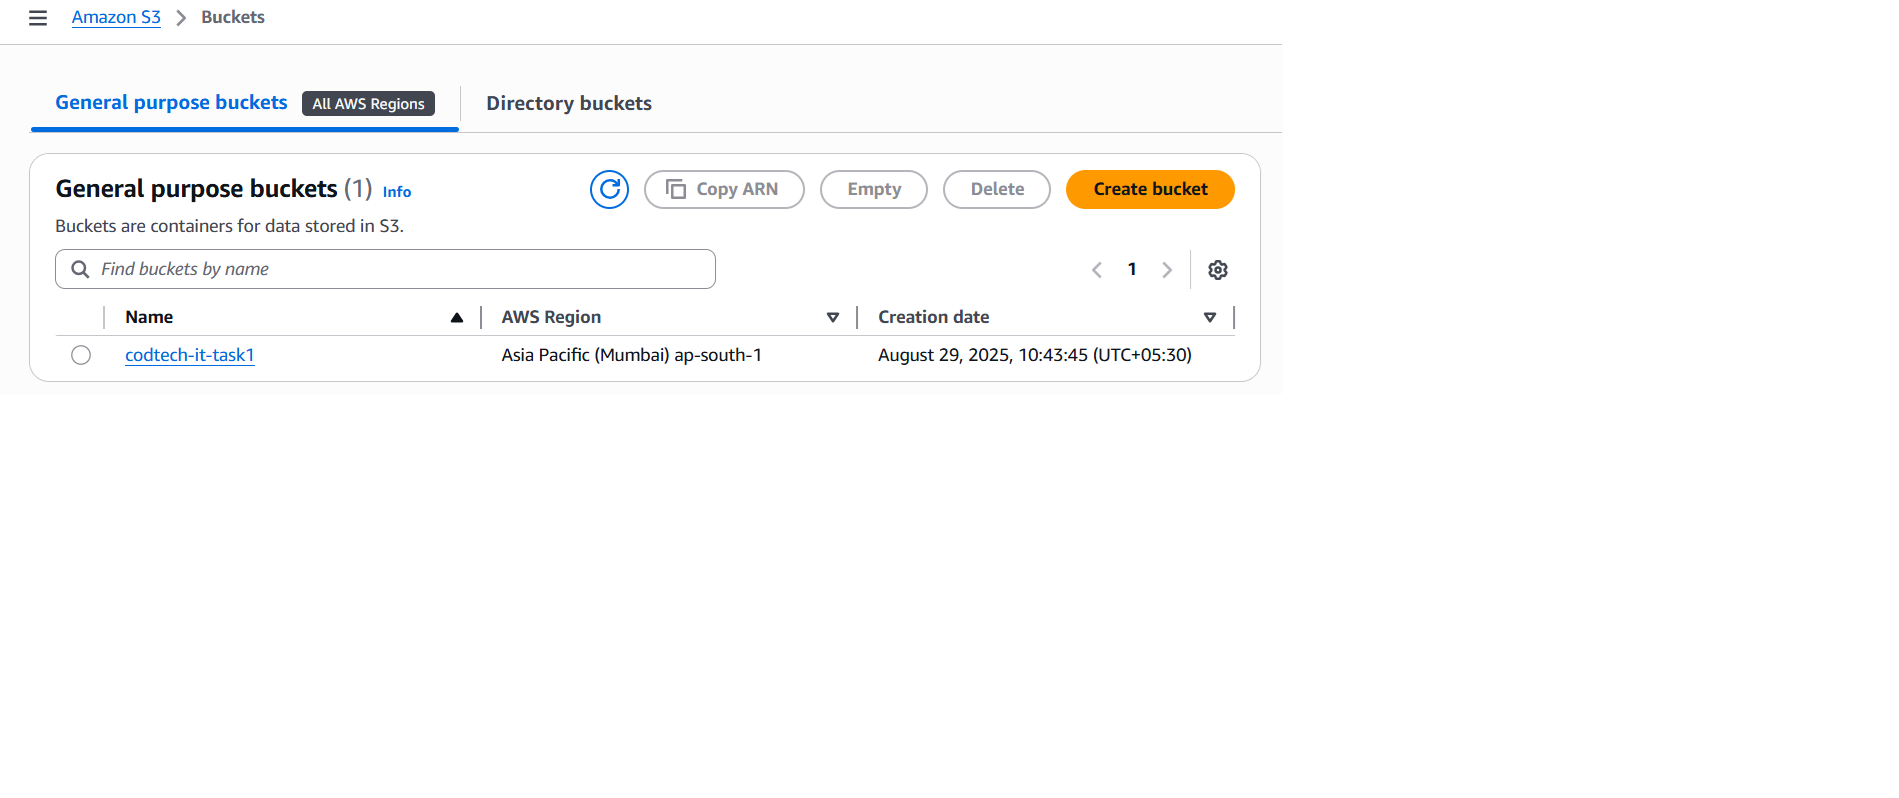 Amazon S3 > Buckets
General purpose buckets All AWS Regions Directory buckets
General purpose buckets (1) Info
Copy ARN Empty Delete Create bucket
Buckets are containers for data stored in S3.
Find buckets by name
1
Name AWS Region Creation date
codtech-it-task1 Asia Pacific (Mumbai) ap-south-1 August 29, 2025, 10:43:45 (UTC+05:30)